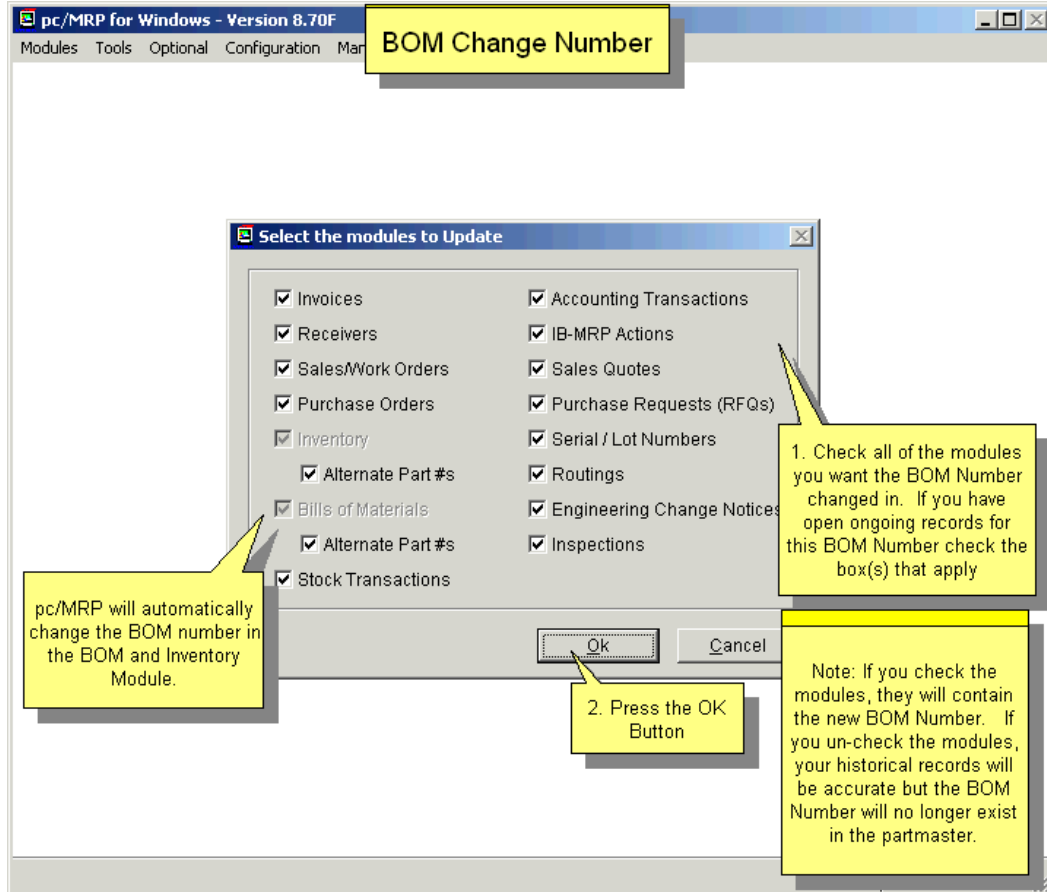 pc/MRP for Windows - Version 8.70F
Modules Tools Optional Configuration
BOM Change Number
Select the modules to Update
Invoices
Receivers
Sales/Work Orders
Purchase Orders
Inventory
Alternate Part #s
Bills of Materials
Alternate Part #s
Stock Transactions
Accounting Transactions
IB-MRP Actions
Sales Quotes
Purchase Requests (RFQs)
Serial / Lot Numbers
Routings
Engineering Change Notices
Inspections
Ok
Cancel
1. Check all of the modules
you want the BOM Number
changed in. If you have
open ongoing records for
this BOM Number check the
box(s) that apply
pc/MRP will automatically
change the BOM number in
the BOM and Inventory
Module.
2. Press the OK
Button
Note: If you check the
modules, they will contain
the new BOM Number. If
you un-check the modules,
your historical records will
be accurate but the BOM
Number will no longer exist
in the partmaster.